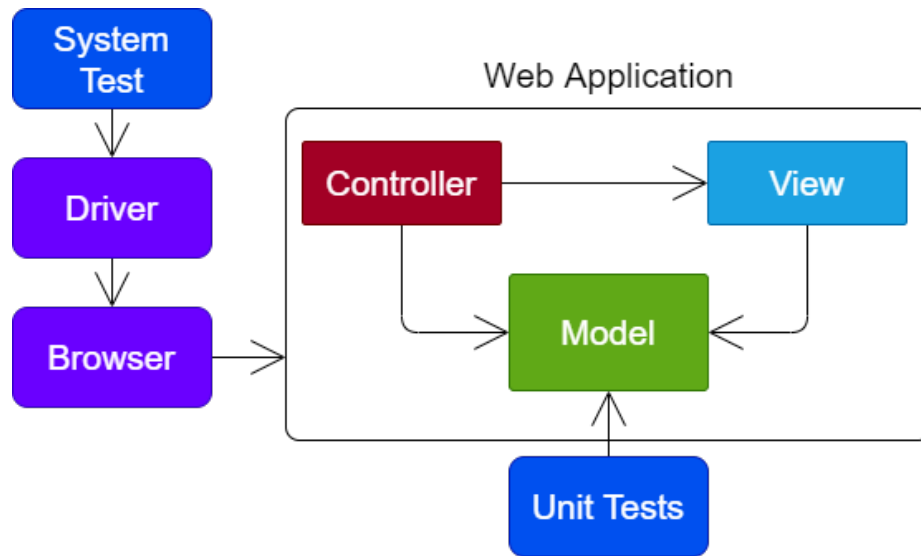 System
Test
Web Application
Controller
View
Driver
Model
Browser
Unit Tests